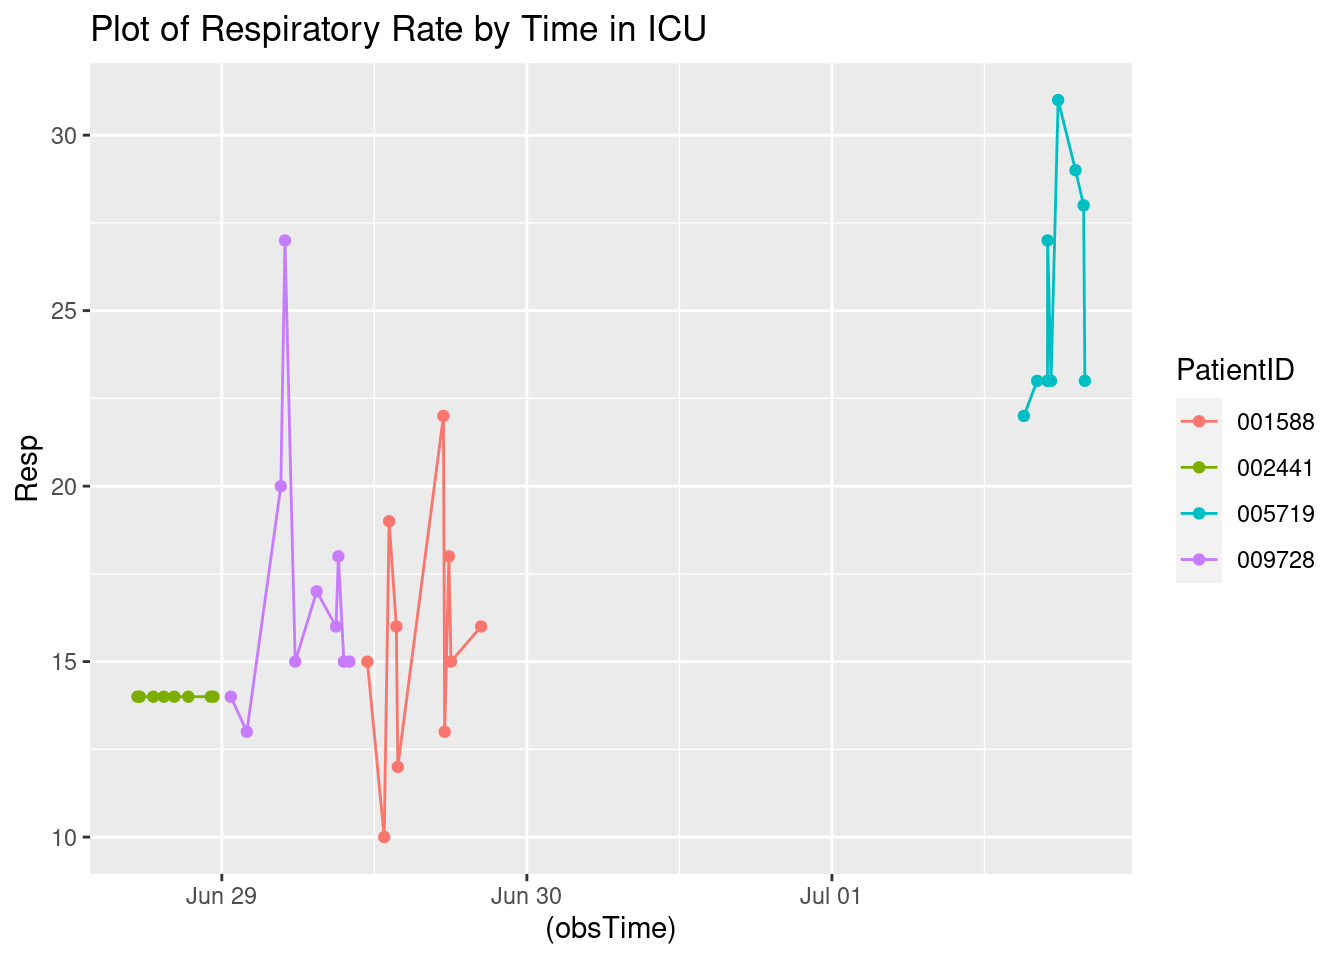 Plot of Respiratory Rate by Time in ICU
30
25
20
15
10
Resp
Jun 29
Jun 30
Jul 01
(obsTime)
PatientID
001588
002441
005719
009728